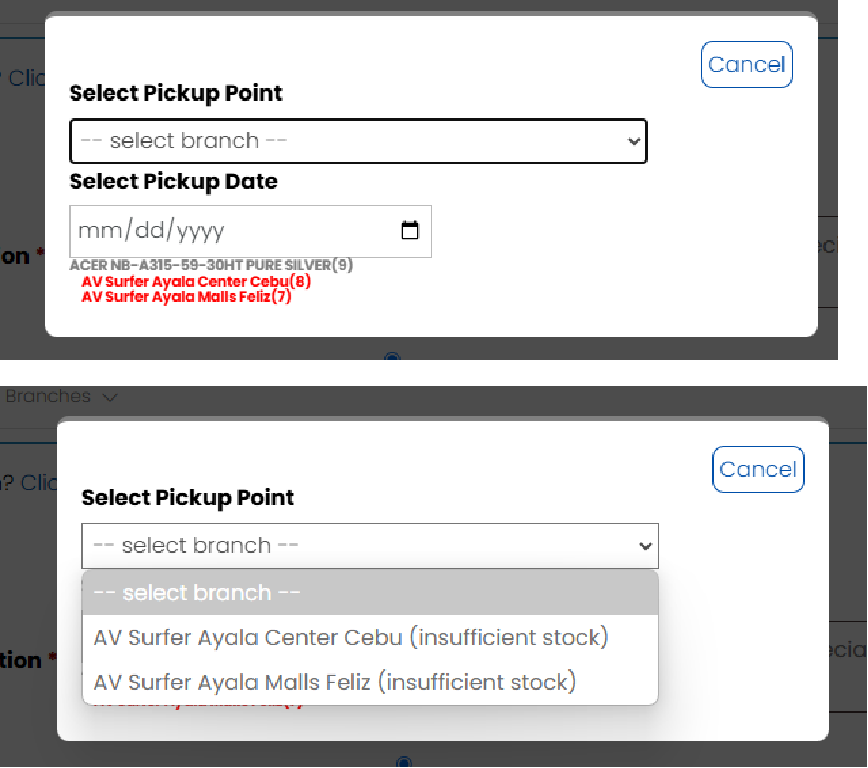 ? Clic
Cancel
Select Pickup Point
-- select branch --
Select Pickup Date
mm/dd/yyyy
on *
ACER NB-A315-59-30HT PURE SILVER(9)
AV Surfer Ayala Center Cebu(8)
AV Surfer Ayala Malls Feliz(7)
Branches
? Clic
Cancel
Select Pickup Point
-- select branch --
-- select branch --
AV Surfer Ayala Center Cebu (insufficient stock)
tion *
AV Surfer Ayala Malls Feliz (insufficient stock)